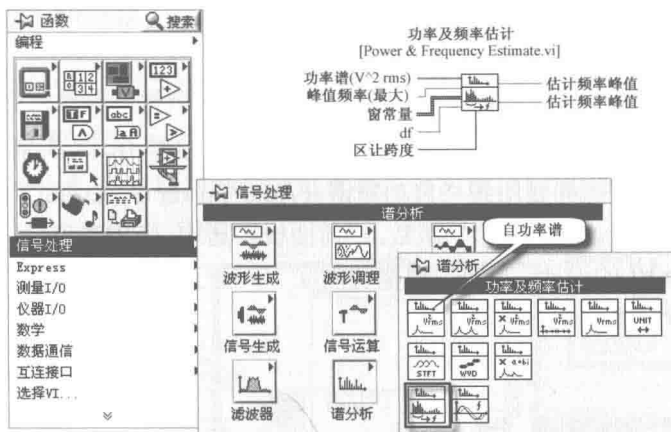 函数
搜索
编程
信号处理
Express
测量I/O
仪器I/O
数学
数据通信
互连接口
选择VI...
功率及频率估计
[Power & Frequency Estimate.vi]
功率谱(V^2 rms)
峰值频率(最大)
窗常量
df
区让跨度
估计频率峰值
估计频率峰值
信号处理
谱分析
波形生成
波形调理
信号生成
信号运算
滤波器
谱分析
自功率谱
谱分析
功率及频率估计
UNIT
STFT
WVD